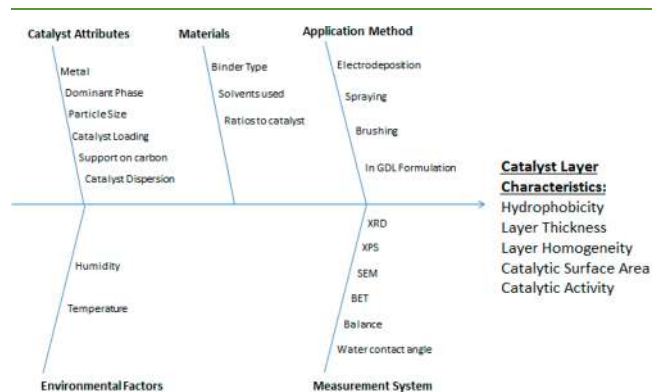 Catalyst Attributes
Materials
Application Method
Metal
Dominant Phase
Particle Size
Catalyst Loading
Support on carbon
Catalyst Dispersion
Binder Type
Solvents used
Ratios to catalyst
Electrodeposition
Spraying
Brushing
In GDL Formulation
Catalyst Layer
Characteristics:
Hydrophobicity
Layer Thickness
Layer Homogeneity
Catalytic Surface Area
Catalytic Activity
Humidity
Temperature
XRD
XPS
SEM
BET
Balance
Water contact angle
Environmental Factors
Measurement System